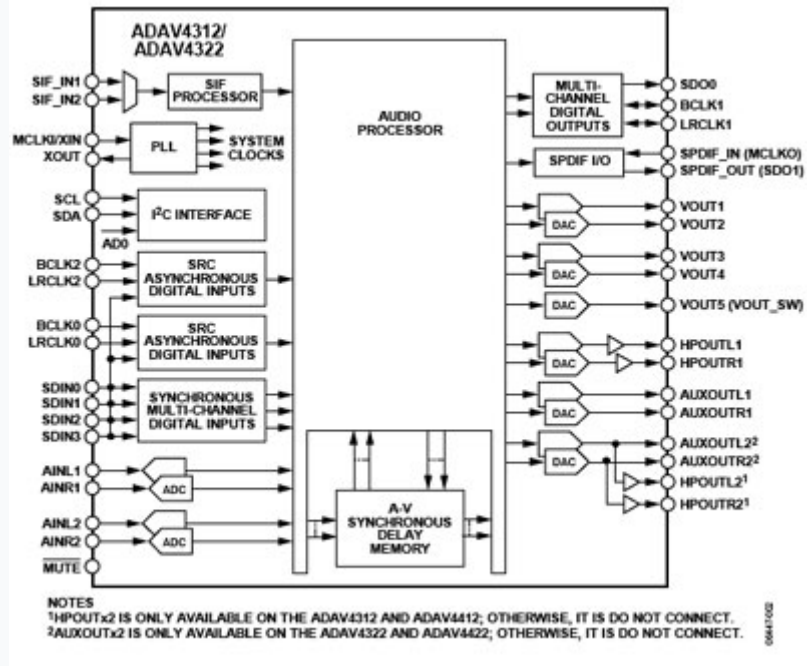 ADAV4312/
ADAV4322
SIF_IN1
SIF_IN2
SIF
PROCESSOR
MCLKI/XIN
XOUT
PLL
SYSTEM
CLOCKS
SCL
SDA
AD0
I²C INTERFACE
BCLK2
LRCLK2
SRC
ASYNCHRONOUS
DIGITAL INPUTS
BCLK0
LRCLK0
SRC
ASYNCHRONOUS
DIGITAL INPUTS
SDIN0
SDIN1
SDIN2
SDIN3
SYNCHRONOUS
MULTI-CHANNEL
DIGITAL INPUTS
AINL1
AINR1
ADC
AINL2
AINR2
ADC
MUTE
AUDIO
PROCESSOR
A-V
SYNCHRONOUS
DELAY
MEMORY
MULTI-
CHANNEL
DIGITAL
OUTPUTS
SDO0
BCLK1
LRCLK1
SPDIF I/O
SPDIF_IN (MCLKO)
SPDIF_OUT (SDO1)
VOUT1
VOUT2
DAC
VOUT3
VOUT4
DAC
DAC
VOUT5 (VOUT_SW)
HPOUTL1
HPOUTR1
DAC
AUXOUTL1
AUXOUTR1
DAC
AUXOUTL2²
AUXOUTR2²
DAC
HPOUTL2¹
HPOUTR2¹
NOTES
¹HPOUTx2 IS ONLY AVAILABLE ON THE ADAV4312 AND ADAV4412; OTHERWISE, IT IS DO NOT CONNECT.
²AUXOUTx2 IS ONLY AVAILABLE ON THE ADAV4322 AND ADAV4422; OTHERWISE, IT IS DO NOT CONNECT.